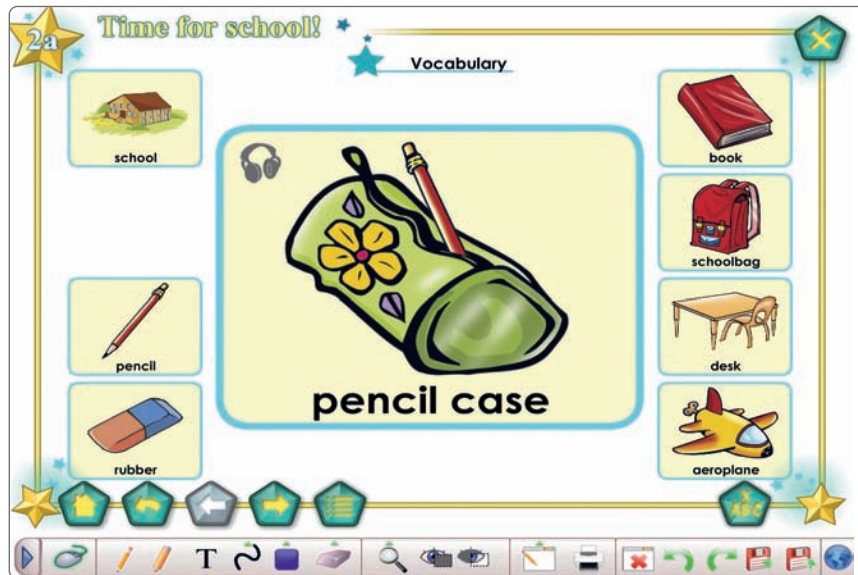 2a
Time for school!
Vocabulary
school
pencil
rubber
pencil case
book
schoolbag
desk
aeroplane
X
ABC
T